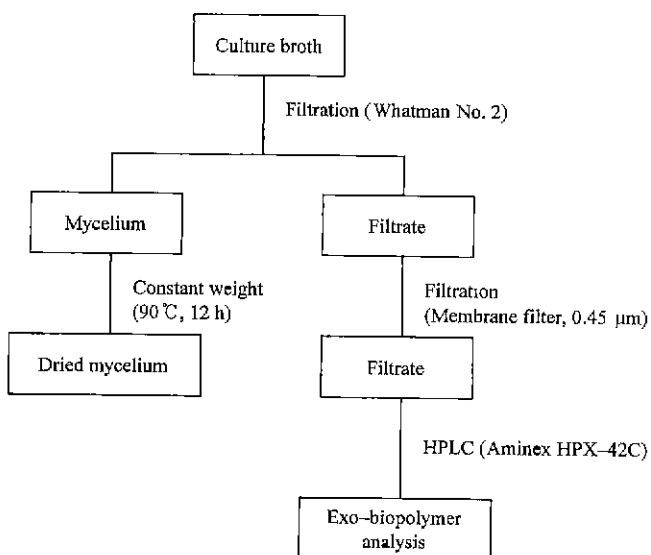 Culture broth
Filtration (Whatman No. 2)
Mycelium
Filtrate
Constant weight
(90℃, 12 h)
Filtration
(Membrane filter, 0.45 μm)
Dried mycelium
Filtrate
HPLC (Aminex HPX–42C)
Exo–biopolymer
analysis